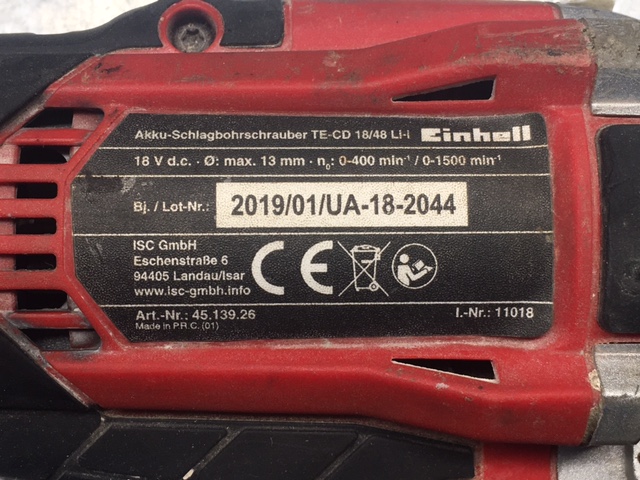 Akku-Schlagbohrschrauber TE-CD 18/48 Li-i Einhell
18 V d.c. · Ø: max. 13 mm · n₀: 0-400 min⁻¹ / 0-1500 min⁻¹
Bj. / Lot-Nr.: 2019/01/UA-18-2044
ISC GmbH
Eschenstraße 6
94405 Landau/Isar
www.isc-gmbh.info
CE
Art.-Nr.: 45.139.26 I.-Nr.: 11018
Made in P.R.C. (01)